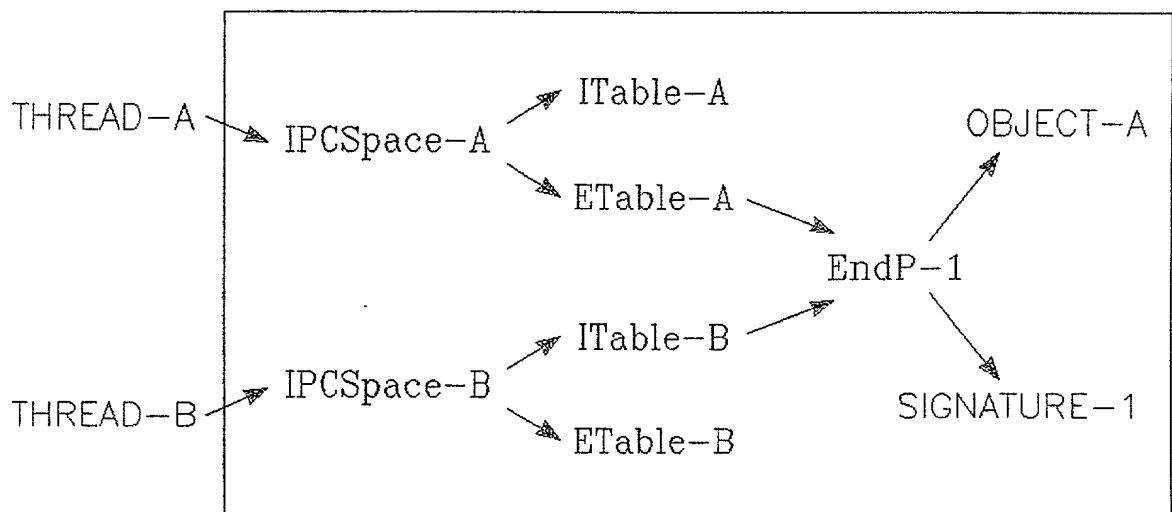 ITable-A
THREAD-A
IPCSpace-A
OBJECT-A
ETable-A
EndP-1
ITable-B
IPCSpace-B
THREAD-B
SIGNATURE-1
ETable-B